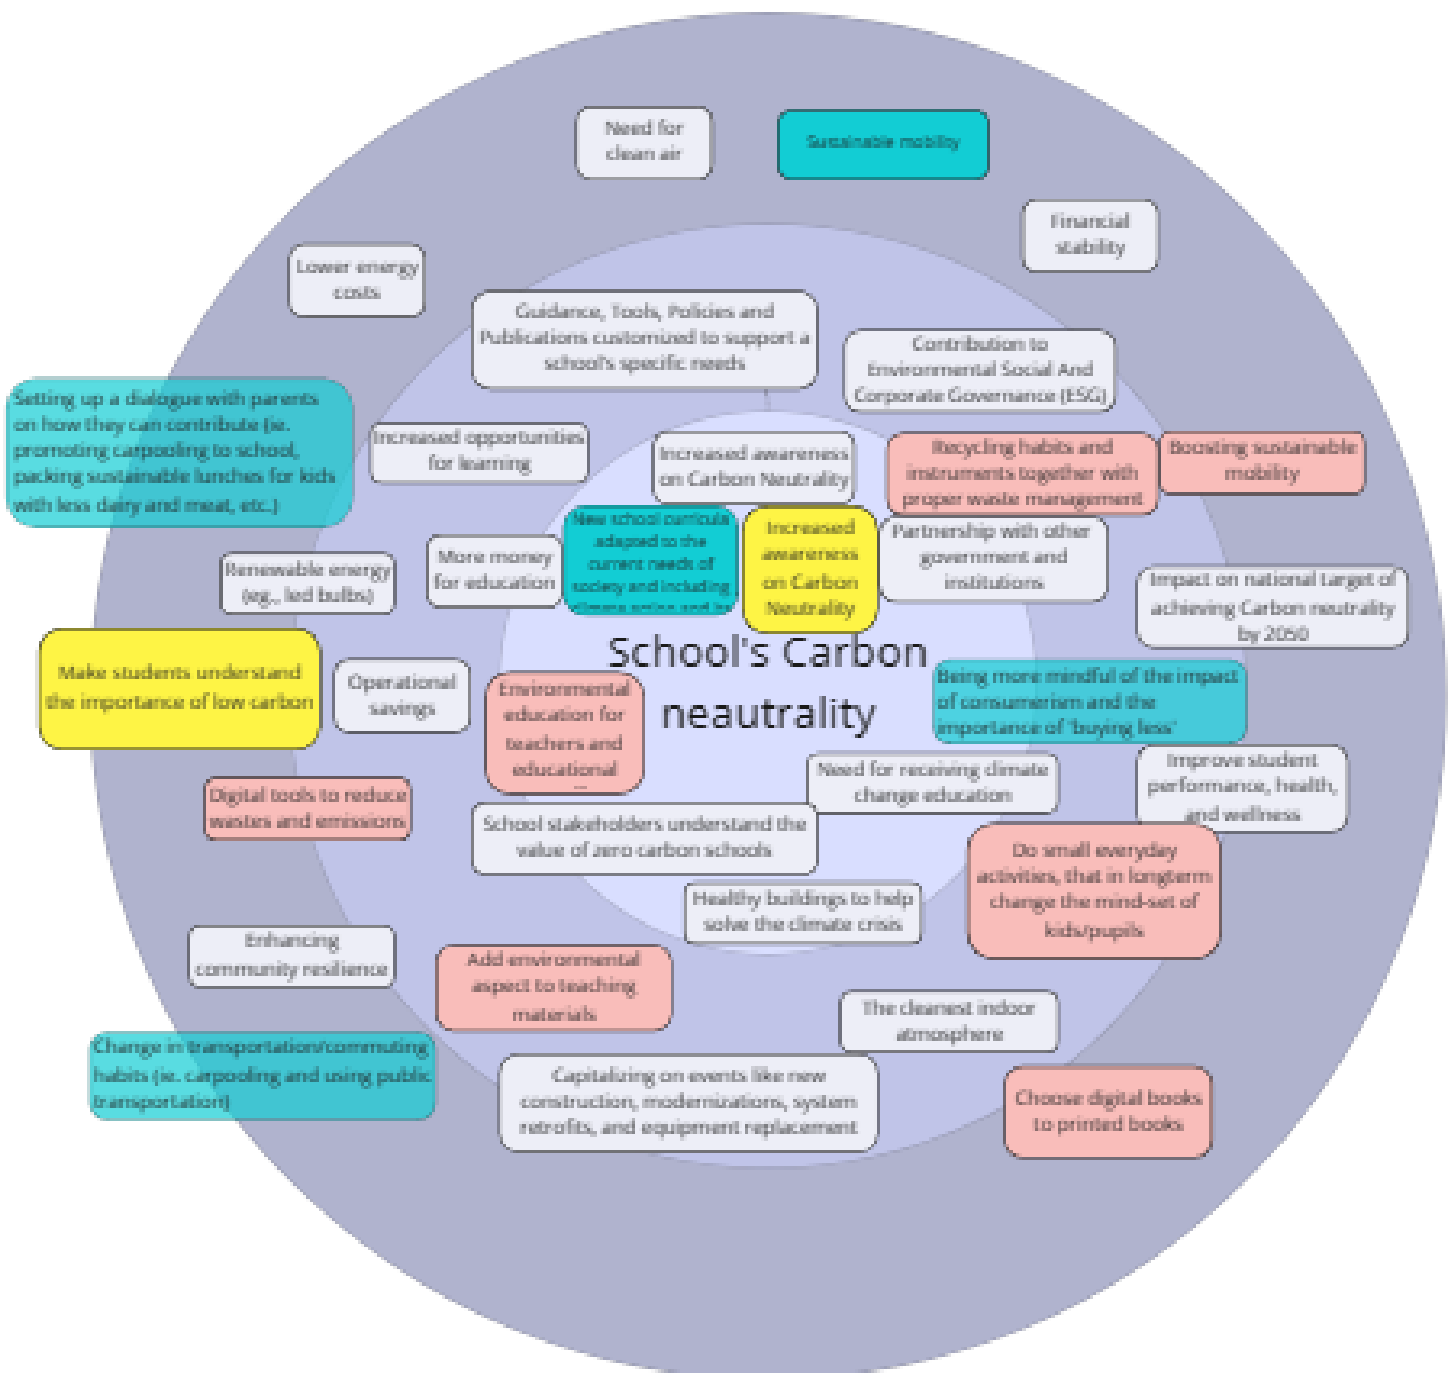 Need for
clean air
Sustainable mobility
Financial
stability
Lower energy
costs
Guidance, Tools, Policies and
Publications customized to support a
school's specific needs
Contribution to
Environmental Social And
Corporate Governance (ESG)
Setting up a dialogue with parents
on how they can contribute (ie.
promoting carpooling to school,
packing sustainable lunches for kids
with less dairy and meat, etc.)
Increased opportunities
for learning
Increased awareness
on Carbon Neutrality
Recycling habits and
instruments together with
proper waste management
Boosting sustainable
mobility
New school curricula
adapted to the
current needs of
society and including
climate action and
Increased
awareness
on Carbon
Neutrality
Partnership with other
government and
institutions
More money
for education
Renewable energy
(eg., led bulbs)
Impact on national target of
achieving Carbon neutrality
by 2050
School's Carbon
neautrality
Make students understand
the importance of low-carbon
Operational
savings
Environmental
education for
teachers and
educational
...
Being more mindful of the impact
of consumerism and the
importance of 'buying less'
Need for receiving climate
change education
Improve student
performance, health,
and wellness
Digital tools to reduce
wastes and emissions
School stakeholders understand the
value of zero carbon schools
Do small everyday
activities, that in longterm
change the mind-set of
kids/pupils
Healthy buildings to help
solve the climate crisis
Enhancing
community resilience
Add environmental
aspect to teaching
materials
The cleanest indoor
atmosphere
Change in transportation/commuting
habits (ie. carpooling and using public
transportation)
Capitalizing on events like new
construction, modernizations, system
retrofits, and equipment replacement
Choose digital books
to printed books